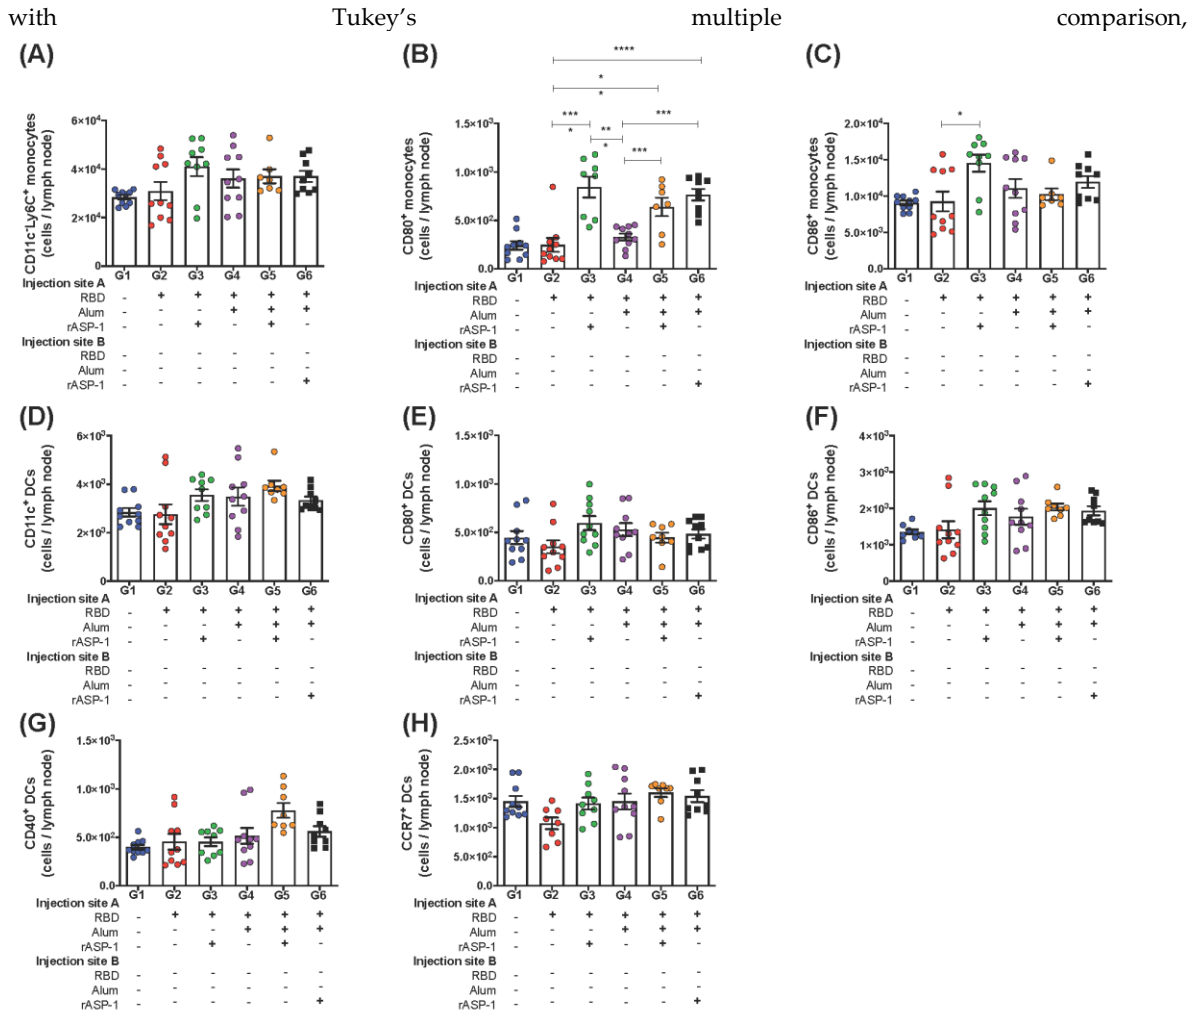 with Tukey's multiple comparison,
(A) (B) (C)
****
*
*
***
*
**
*
***
***
*
CD11c⁻Ly6C⁺ monocytes
(cells / lymph node)
6×10⁴
4×10⁴
2×10⁴
0
G1 G2 G3 G4 G5 G6
CD80⁺ monocytes
(cells / lymph node)
1.5×10³
1.0×10³
5.0×10²
0.0
G1 G2 G3 G4 G5 G6
CD86⁺ monocytes
(cells / lymph node)
2.0×10⁴
1.5×10⁴
1.0×10⁴
5.0×10³
0.0
G1 G2 G3 G4 G5 G6
Injection site A Injection site A Injection site A
RBD - + + + + + RBD - + + + + + RBD - + + + + +
Alum - - - + + + Alum - - - + + + Alum - - - + + +
rASP-1 - - + - + - rASP-1 - - + - + - rASP-1 - - + - + -
Injection site B Injection site B Injection site B
RBD - - - - - - RBD - - - - - - RBD - - - - - -
Alum - - - - - - Alum - - - - - - Alum - - - - - -
rASP-1 - - - - - + rASP-1 - - - - - + rASP-1 - - - - - +
(D) (E) (F)
CD11c⁺ DCs
(cells / lymph node)
6×10³
4×10³
2×10³
0
G1 G2 G3 G4 G5 G6
CD80⁺ DCs
(cells / lymph node)
1.5×10³
1.0×10³
5.0×10²
0.0
G1 G2 G3 G4 G5 G6
CD86⁺ DCs
(cells / lymph node)
4×10³
3×10³
2×10³
1×10³
0
G1 G2 G3 G4 G5 G6
Injection site A Injection site A Injection site A
RBD - + + + + + RBD - + + + + + RBD - + + + + +
Alum - - - + + + Alum - - - + + + Alum - - - + + +
rASP-1 - - + - + - rASP-1 - - + - + - rASP-1 - - + - + -
Injection site B Injection site B Injection site B
RBD - - - - - - RBD - - - - - - RBD - - - - - -
Alum - - - - - - Alum - - - - - - Alum - - - - - -
rASP-1 - - - - - + rASP-1 - - - - - + rASP-1 - - - - - +
(G) (H)
CD40⁺ DCs
(cells / lymph node)
1.5×10³
1.0×10³
5.0×10²
0.0
G1 G2 G3 G4 G5 G6
CCR7⁺ DCs
(cells / lymph node)
2.5×10³
2.0×10³
1.5×10³
1.0×10³
5.0×10²
0.0
G1 G2 G3 G4 G5 G6
Injection site A Injection site A
RBD - + + + + + RBD - + + + + +
Alum - - - + + + Alum - - - + + +
rASP-1 - - + - + - rASP-1 - - + - + -
Injection site B Injection site B
RBD - - - - - - RBD - - - - - -
Alum - - - - - - Alum - - - - - -
rASP-1 - - - - - + rASP-1 - - - - - +